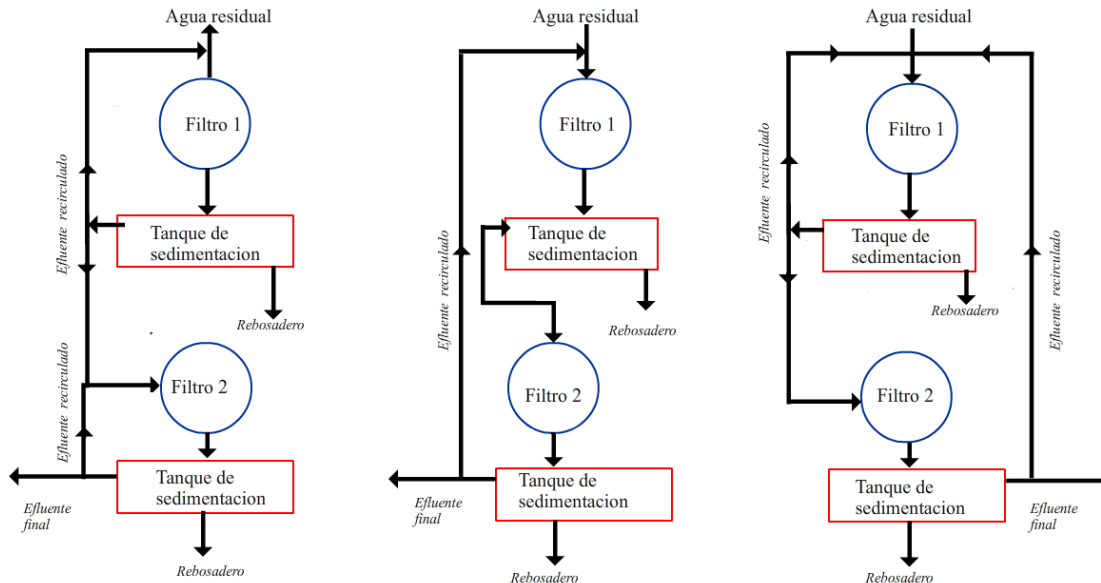 Agua residual
Filtro 1
Efluente recirculado
Tanque de
sedimentacion
Rebosadero
Efluente recirculado
Filtro 2
Tanque de
sedimentacion
Efluente
final
Rebosadero
Agua residual
Filtro 1
Efluente recirculado
Tanque de
sedimentacion
Rebosadero
Filtro 2
Tanque de
sedimentacion
Efluente
final
Rebosadero
Agua residual
Filtro 1
Efluente recirculado
Tanque de
sedimentacion
Efluente recirculado
Rebosadero
Filtro 2
Tanque de
sedimentacion
Efluente
final
Rebosadero